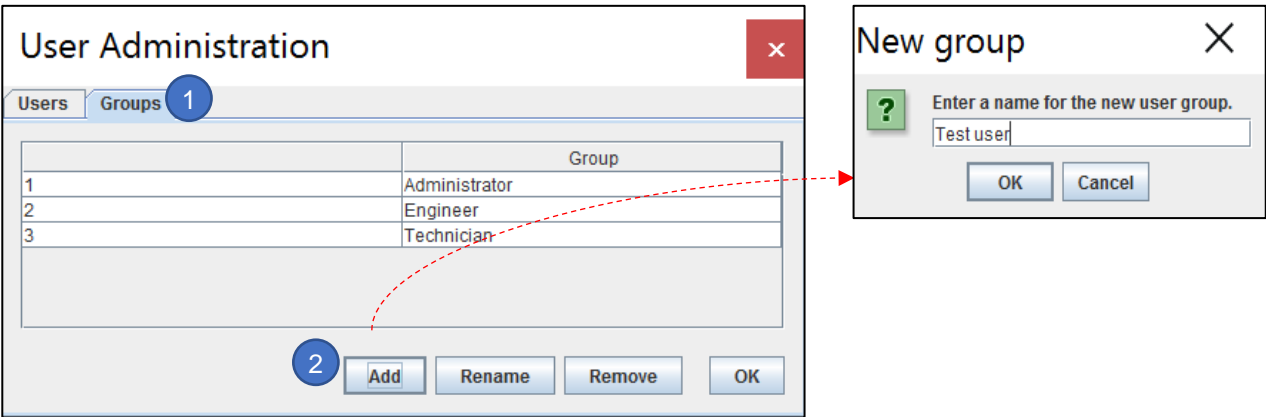 User Administration
x
Users Groups 1
Group
1 Administrator
2 Engineer
3 Technician
2 Add Rename Remove OK
New group
?
Enter a name for the new user group.
Test user
OK Cancel